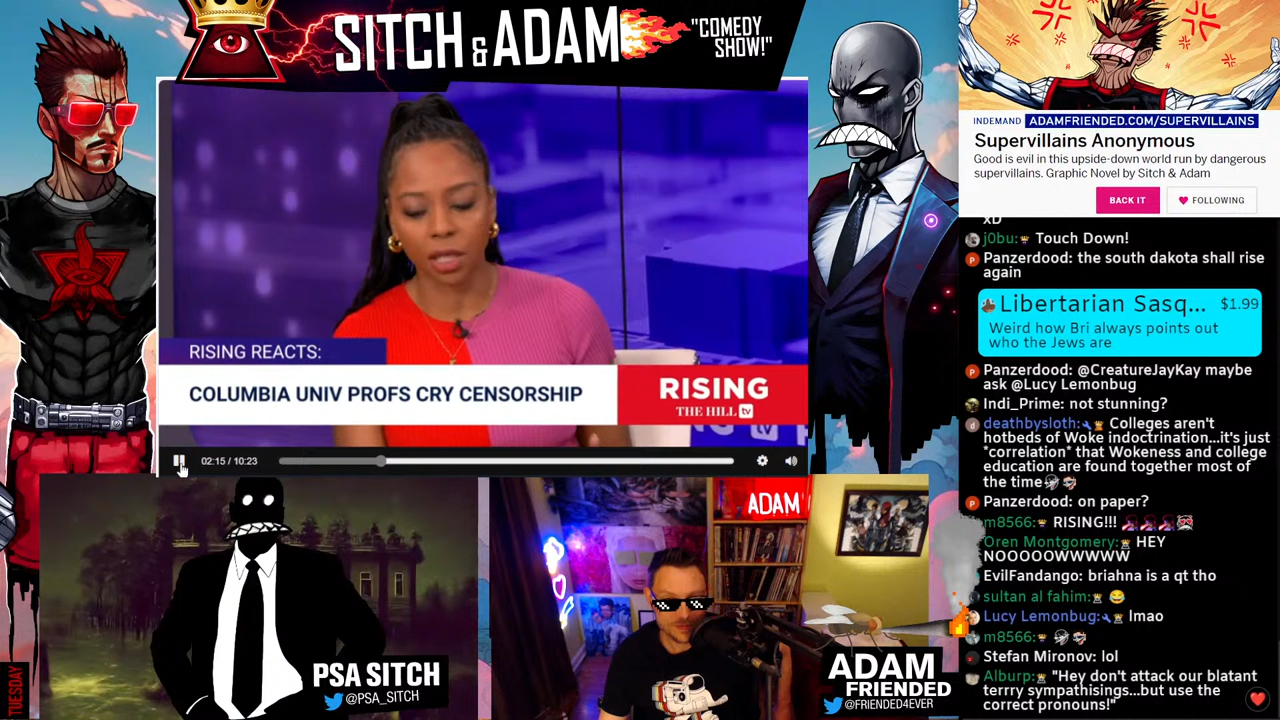 SITCH & ADAM
"COMEDY
SHOW!"
RISING REACTS:
COLUMBIA UNIV PROFS CRY CENSORSHIP
RISING
THE HILL tv
tv
02:15 / 10:23
ADAM
PSA SITCH
@PSA_SITCH
ADAM
FRIENDED
@FRIENDED4EVER
TUESDAY
INDEMAND ADAMFRIENDED.COM/SUPERVILLAINS
Supervillains Anonymous
Good is evil in this upside-down world run by dangerous
supervillains. Graphic Novel by Sitch & Adam
BACK IT
FOLLOWING
xD
j0bu: Touch Down!
Panzerdood: the south dakota shall rise
again
Libertarian Sasq... $1.99
Weird how Bri always points out
who the Jews are
Panzerdood: @CreatureJayKay maybe
ask @Lucy Lemonbug
Indi_Prime: not stunning?
deathbysloth: Colleges aren't
hotbeds of Woke indoctrination...it's just
*correlation* that Wokeness and college
education are found together most of
the time
Panzerdood: on paper?
m8566: RISING!!!
Oren Montgomery: HEY
NOOOOOWWWWW
EvilFandango: briahna is a qt tho
sultan al fahim:
Lucy Lemonbug: lmao
m8566:
Stefan Mironov: lol
Alburp: "Hey don't attack our blatant
terrry sympathisings...but use the
correct pronouns!"